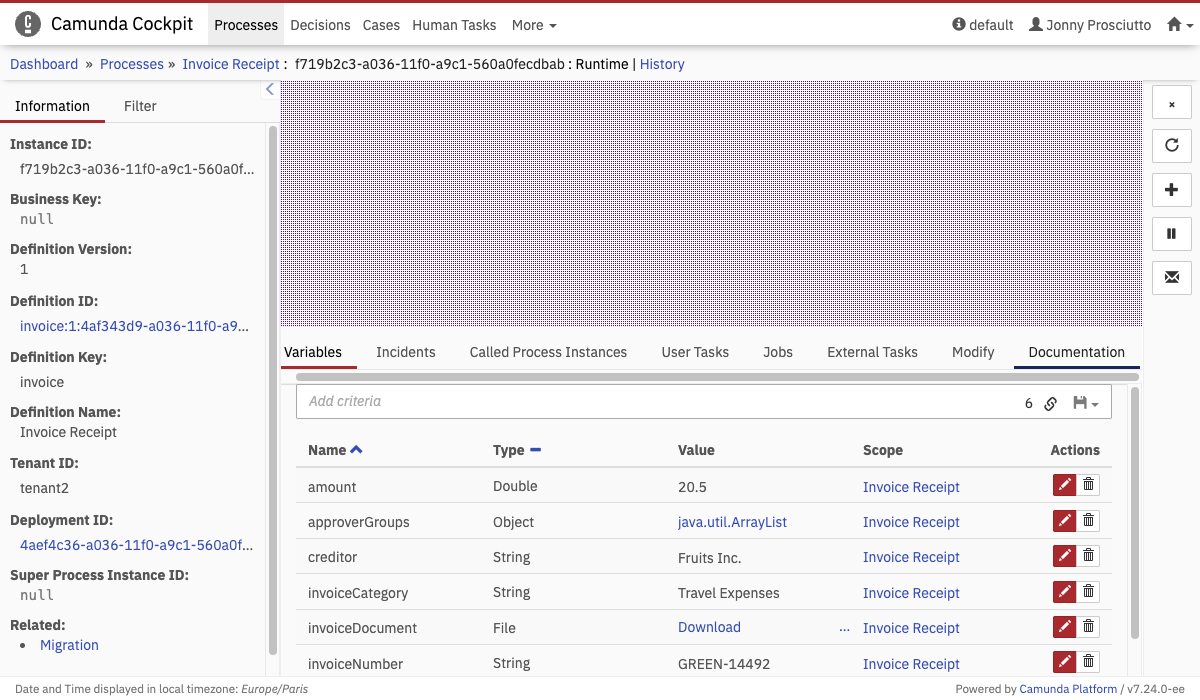 Camunda Cockpit Processes Decisions Cases Human Tasks More default Jonny Prosciutto
Dashboard » Processes » Invoice Receipt : f719b2c3-a036-11f0-a9c1-560a0fecdbab : Runtime | History
Information Filter
Instance ID:
f719b2c3-a036-11f0-a9c1-560a0f...
Business Key:
null
Definition Version:
1
Definition ID:
invoice:1:4af343d9-a036-11f0-a9...
Definition Key:
invoice
Definition Name:
Invoice Receipt
Tenant ID:
tenant2
Deployment ID:
4aef4c36-a036-11f0-a9c1-560a0f...
Super Process Instance ID:
null
Related:
• Migration
Variables Incidents Called Process Instances User Tasks Jobs External Tasks Modify Documentation
Add criteria 6
Name Type Value Scope Actions
amount Double 20.5 Invoice Receipt
approverGroups Object java.util.ArrayList Invoice Receipt
creditor String Fruits Inc. Invoice Receipt
invoiceCategory String Travel Expenses Invoice Receipt
invoiceDocument File Download ... Invoice Receipt
invoiceNumber String GREEN-14492 Invoice Receipt
Date and Time displayed in local timezone: Europe/Paris Powered by Camunda Platform / v7.24.0-ee